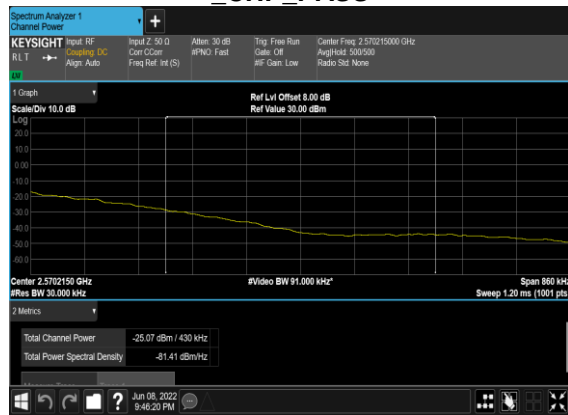 Spectrum Analyzer 1
Channel Power
+
KEYSIGHT
RLT
LV
Input: RF
Coupling: DC
Align: Auto
Input Z: 50 Ω
Corr CCorr
Freq Ref: Int (S)
Atten: 30 dB
#PNO: Fast
Trig: Free Run
Gate: Off
#IF Gain: Low
Center Freq: 2.570215000 GHz
Avg|Hold: 500/500
Radio Std: None
1 Graph
Scale/Div 10.0 dB
Ref Lvl Offset 8.00 dB
Ref Value 30.00 dBm
Log
20.0
10.0
0.00
-10.0
-20.0
-30.0
-40.0
-50.0
-60.0
Center 2.5702150 GHz
#Res BW 30.000 kHz
#Video BW 91.000 kHz*
Span 860 kHz
Sweep 1.20 ms (1001 pts
2 Metrics
Total Channel Power -25.07 dBm / 430 kHz
Total Power Spectral Density -81.41 dBm/Hz
?
Jun 08, 2022
9:46:20 PM